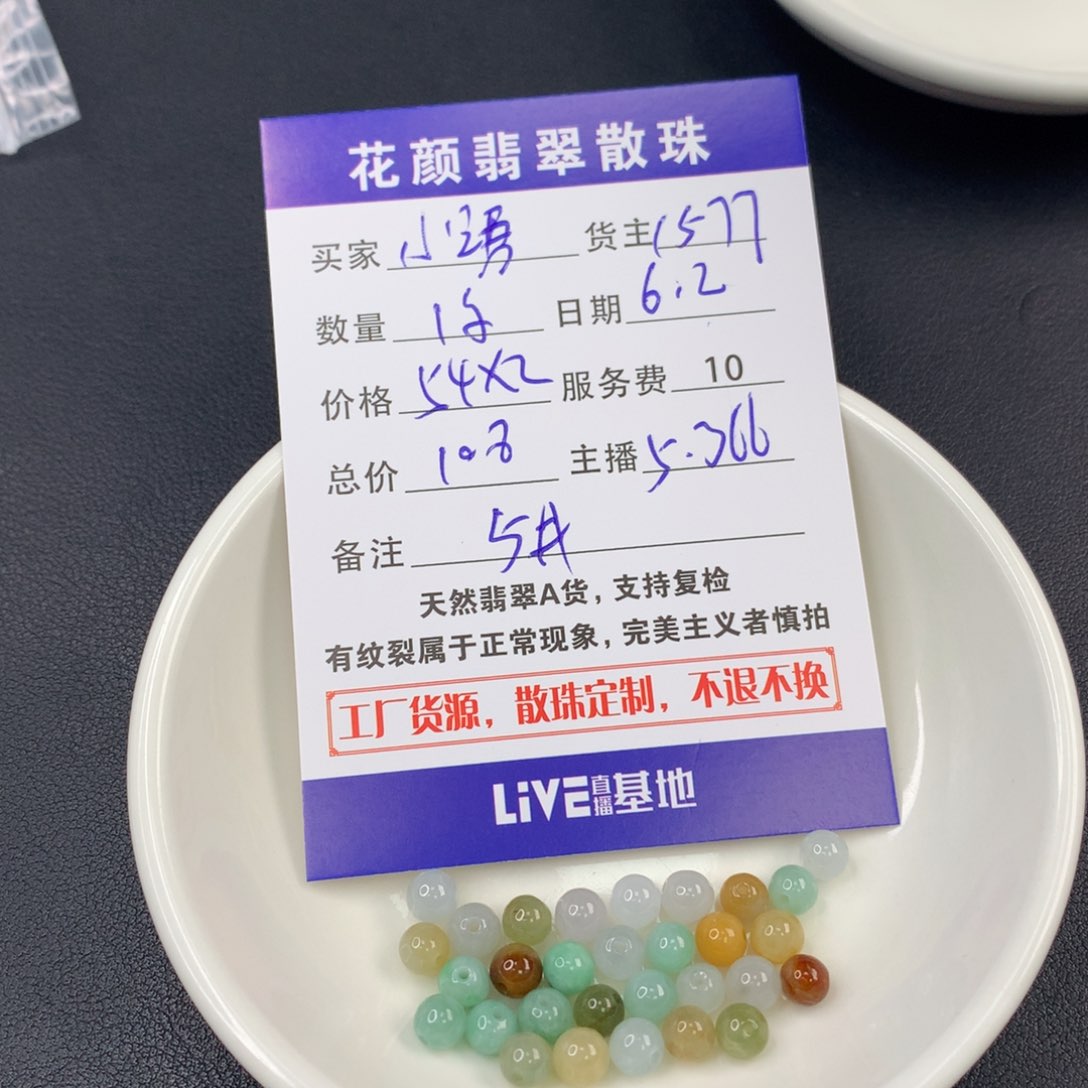 花颜翡翠散珠
买家 小 货主 1577
数量 1 日期 6.2
价格 54X2 服务费 10
总价 108 主播 5.366
备注 5#
天然翡翠A货，支持复检
有纹裂属于正常现象，完美主义者慎拍
工厂货源，散珠定制，不退不换
LiVE直播基地